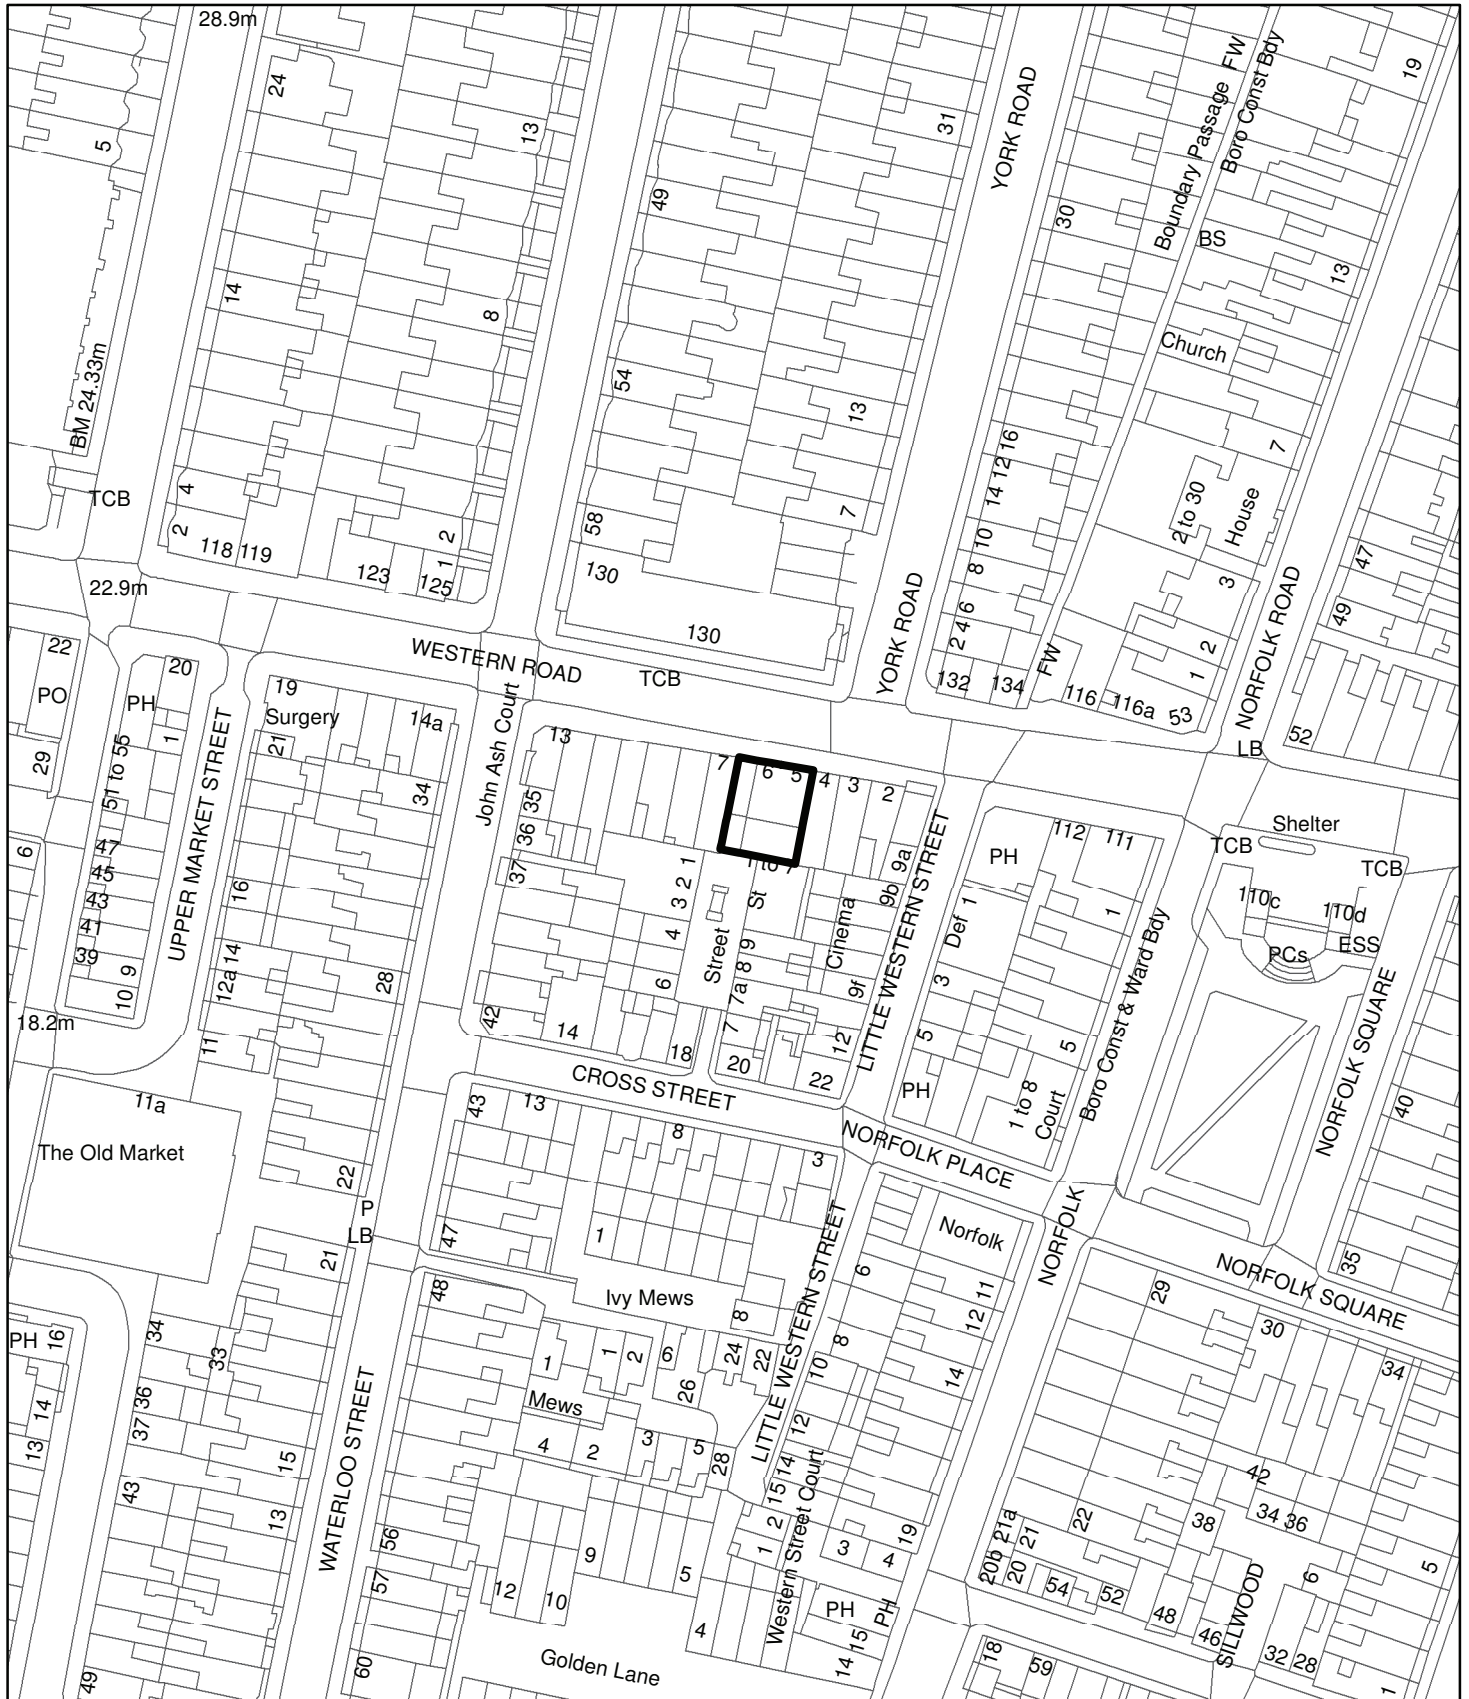 28.9m
24
13
5
49
31
YORK ROAD
Boundary Passage FW
Boro Const Bdy
19
30
BS
13
14
8
Church
54
13
BM 24.33m
7
TCB
4
2
118
119
123
125
1
2
58
130
130
7
16
12
14
10
8
6
4
2
132
134
FW
YORK ROAD
2 to 30
House
3
2
1
116
116a
53
NORFOLK ROAD
47
49
52
LB
22.9m
WESTERN ROAD
TCB
22
PO
29
PH
20
1
51 to 55
47
45
43
41
39
9
10
6
18.2m
UPPER MARKET STREET
19
Surgery
21
14a
34
16
14
12a
11
28
22
John Ash Court
13
35
36
37
42
7
6
5
4
3
2
1 to 7
1
2
3
4
6
Street
St
9
8
7a
7
20
22
12
Cinema
9a
9b
9f
14
18
LITTLE WESTERN STREET
PH
112
111
Def
1
3
5
PH
1
5
1 to 8
Court
Boro Const & Ward Bdy
Shelter
TCB
TCB
110c
110d
ESS
PCs
NORFOLK SQUARE
40
35
CROSS STREET
NORFOLK PLACE
11a
The Old Market
P
LB
43
13
8
3
1
47
48
Ivy Mews
8
LITTLE WESTERN STREET
Norfolk
NORFOLK
NORFOLK SQUARE
6
11
12
8
10
14
12
29
30
34
PH
16
14
13
34
33
36
37
43
49
21
15
13
WATERLOO STREET
1
1
2
6
24
22
26
Mews
4
2
3
5
28
14
15
2
1
Western Street Court
3
4
19
56
57
60
12
10
9
5
4
PH
PH
15
14
Golden Lane
20b
21a
21
20
54
52
22
38
42
34
36
48
46
SILLWOOD
6
5
32
28
1
18
59